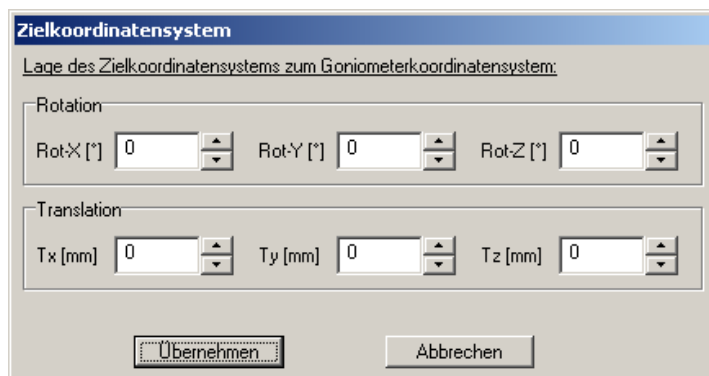 Zielkoordinatensystem
Lage des Zielkoordinatensystems zum Goniometerkoordinatensystem:
Rotation
Rot-X [°] 0 Rot-Y [°] 0 Rot-Z [°] 0
Translation
Tx [mm] 0 Ty [mm] 0 Tz [mm] 0
Übernehmen Abbrechen